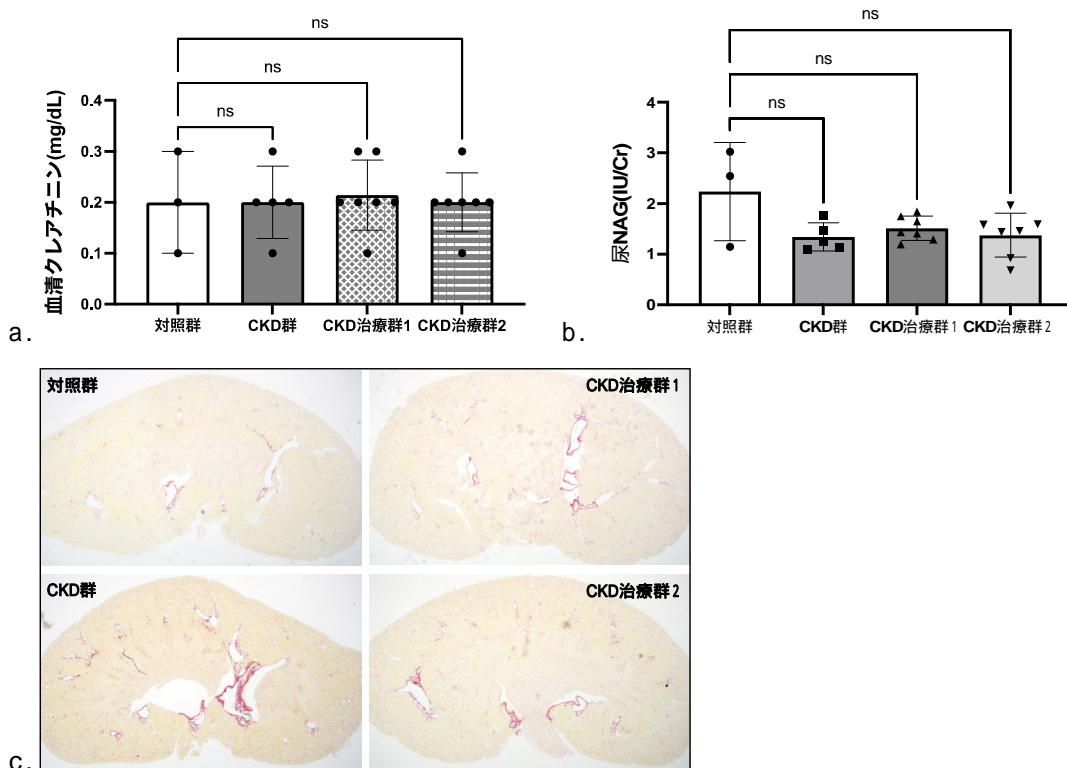 ns
ns
ns
血清クレアチニン(mg/dL)
0.4
0.3
0.2
0.1
0.0
対照群 CKD群 CKD治療群1 CKD治療群2
a.
ns
ns
ns
尿NAG(IU/Cr)
4
3
2
1
0
対照群 CKD群 CKD治療群1 CKD治療群2
b.
対照群 CKD治療群1
CKD群 CKD治療群2
c.